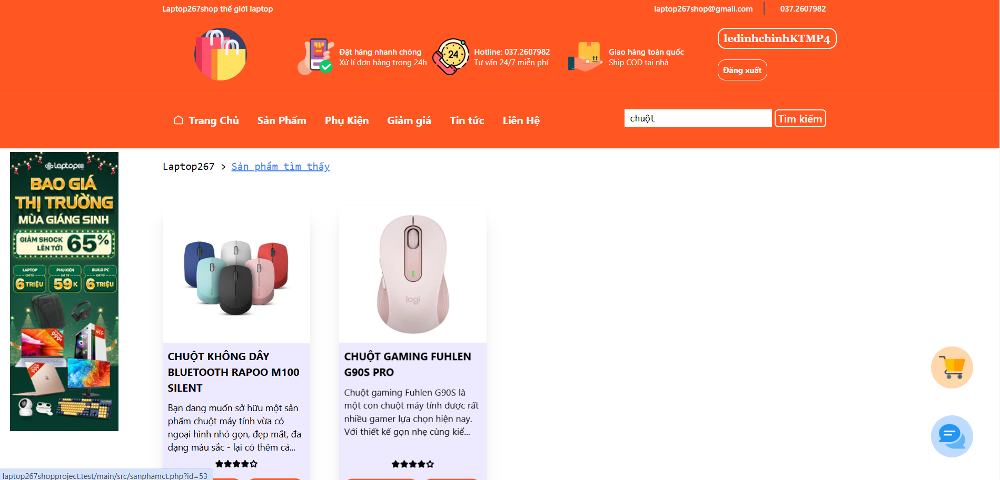 Laptop267shop thế giới laptop
laptop267shop@gmail.com
037.2607982
Đặt hàng nhanh chóng
Xử lí đơn hàng trong 24h
24
Hotline: 037.2607982
Tư vấn 24/7 miễn phí
Giao hàng toàn quốc
Ship COD tại nhà
ledinhchinhKTMP4
Đăng xuất
Trang Chủ
Sản Phẩm
Phụ Kiện
Giảm giá
Tin tức
Liên Hệ
chuột
Tìm kiếm
laptop88
BAO GIÁ
THỊ TRƯỜNG
MÙA GIÁNG SINH
GIẢM SHOCK
LÊN TỚI
65%
LAPTOP
CHỈ TỪ
6 TRIỆU
PHỤ KIỆN
CHỈ TỪ
59K
BUILD PC
CHỈ TỪ
6 TRIỆU
Laptop267 > Sản phẩm tìm thấy
logi
CHUỘT KHÔNG DÂY
BLUETOOTH RAPOO M100
SILENT
Bạn đang muốn sở hữu một sản
phẩm chuột máy tính vừa có
ngoại hình nhỏ gọn, đẹp mắt, đa
dạng màu sắc - lại có thêm cả...
CHUỘT GAMING FUHLEN
G90S PRO
Chuột gaming Fuhlen G90S là
một con chuột máy tính được rất
nhiều gamer lựa chọn hiện nay.
Với thiết kế gọn nhẹ cùng kiể...
laptop267shopproject.test/main/src/sanphamct.php?id=53